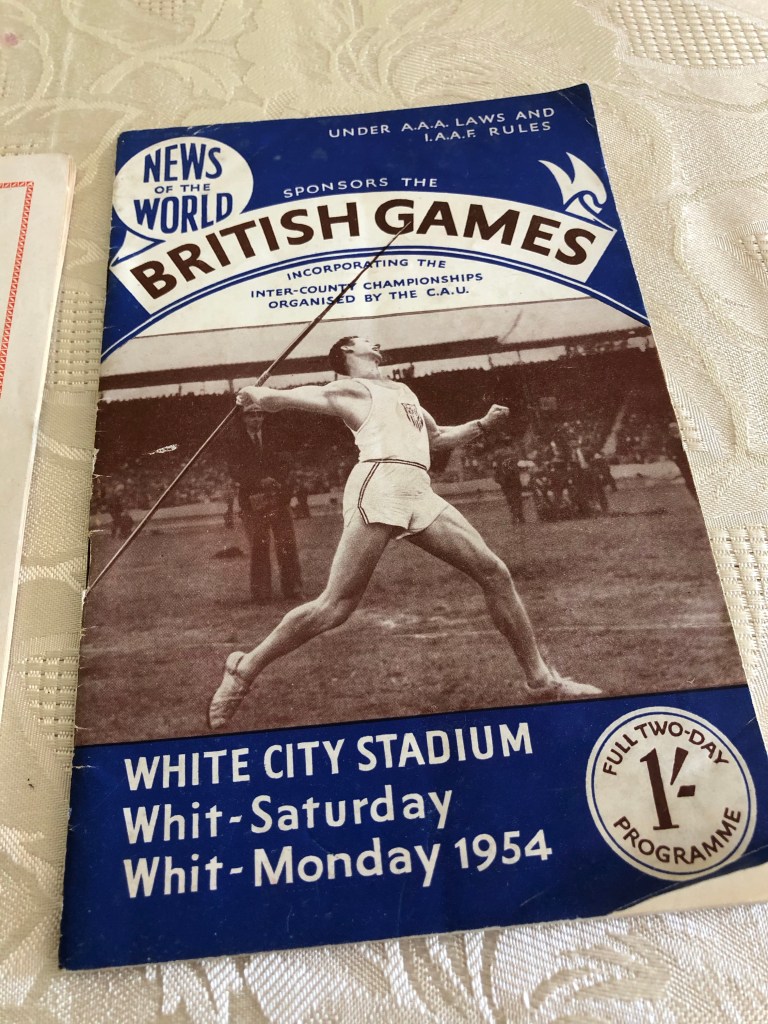 UNDER A.A.A. LAWS AND
I.A.A.F. RULES
NEWS
OF THE
WORLD
SPONSORS THE
BRITISH GAMES
INCORPORATING THE
INTER-COUNTY CHAMPIONSHIPS
ORGANISED BY THE C.A.U.
WHITE CITY STADIUM
Whit-Saturday
Whit-Monday 1954
FULL TWO-DAY
1/-
PROGRAMME